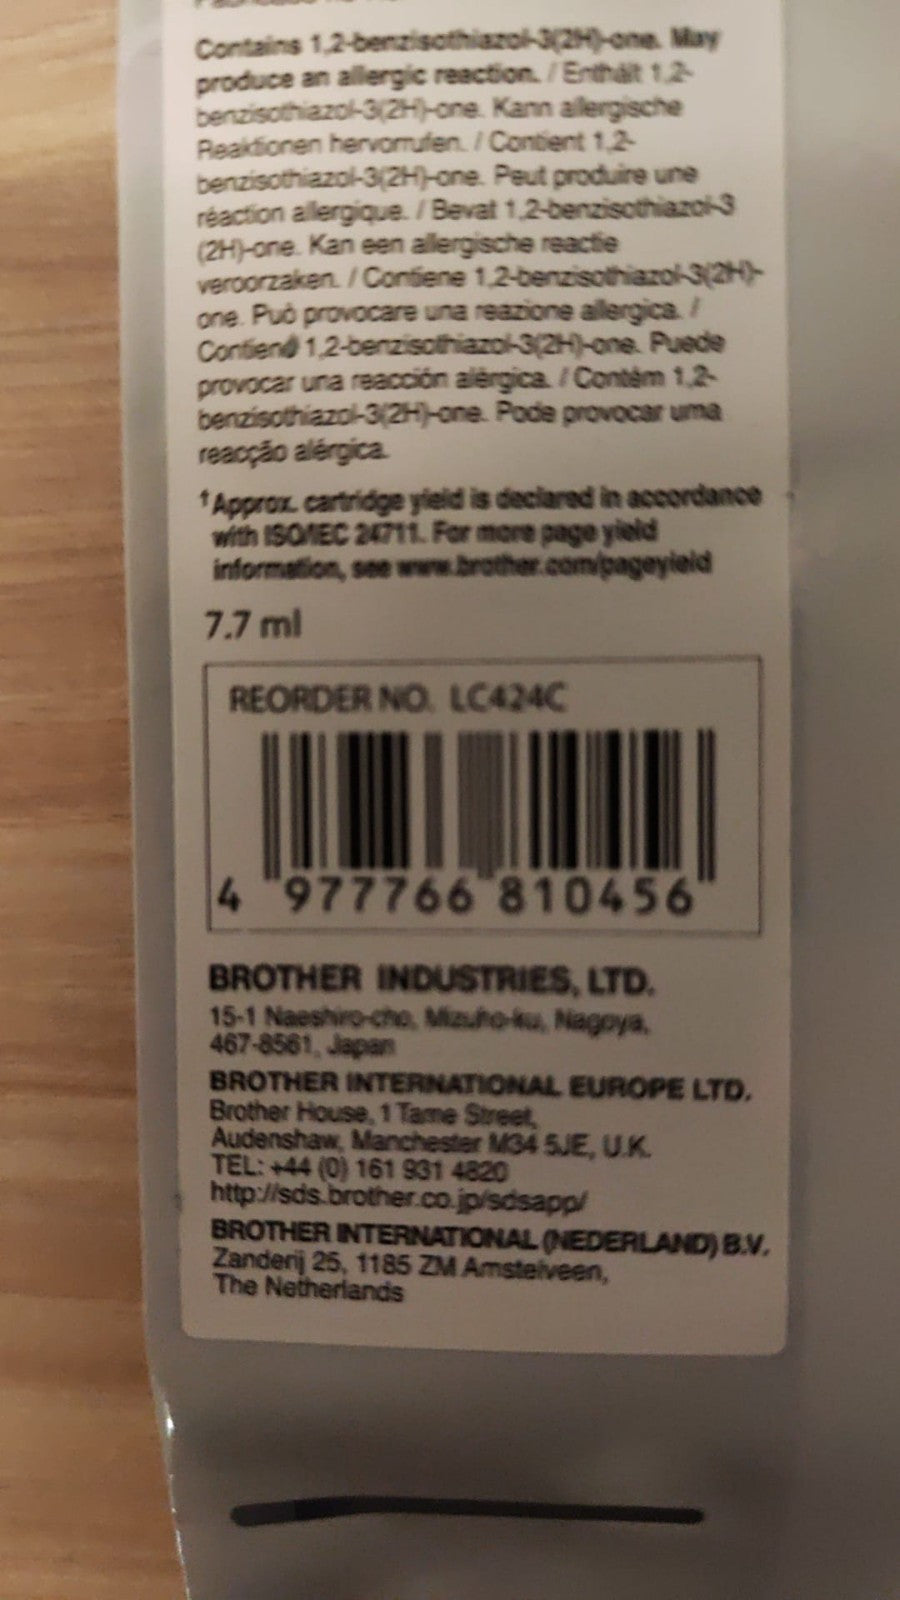 Contains 1,2-benzisothiazol-3(2H)-one. May
produce an allergic reaction. / Enthält 1,2-
benzisothiazol-3(2H)-one. Kann allergische
Reaktionen hervorrufen. / Contient 1,2-
benzisothiazol-3(2H)-one. Peut produire une
réaction allergique. / Bevat 1,2-benzisothiazol-3
(2H)-one. Kan een allergische reactie
veroorzaken. / Contiene 1,2-benzisothiazol-3(2H)-
one. Può provocare una reazione allergica. /
Contiene 1,2-benzisothiazol-3(2H)-one. Puede
provocar una reacción alérgica. / Contém 1,2-
benzisothiazol-3(2H)-one. Pode provocar uma
reacção alérgica.
†Approx. cartridge yield is declared in accordance
with ISO/IEC 24711. For more page yield
information, see www.brother.com/pageyield
7.7 ml
REORDER NO. LC424C
4 977766 810456
BROTHER INDUSTRIES, LTD.
15-1 Naeshiro-cho, Mizuho-ku, Nagoya,
467-8561, Japan
BROTHER INTERNATIONAL EUROPE LTD.
Brother House, 1 Tame Street,
Audenshaw, Manchester M34 5JE, U.K.
TEL: +44 (0) 161 931 4820
http://sds.brother.co.jp/sdsapp/
BROTHER INTERNATIONAL (NEDERLAND) B.V.
Zanderij 25, 1185 ZM Amstelveen,
The Netherlands